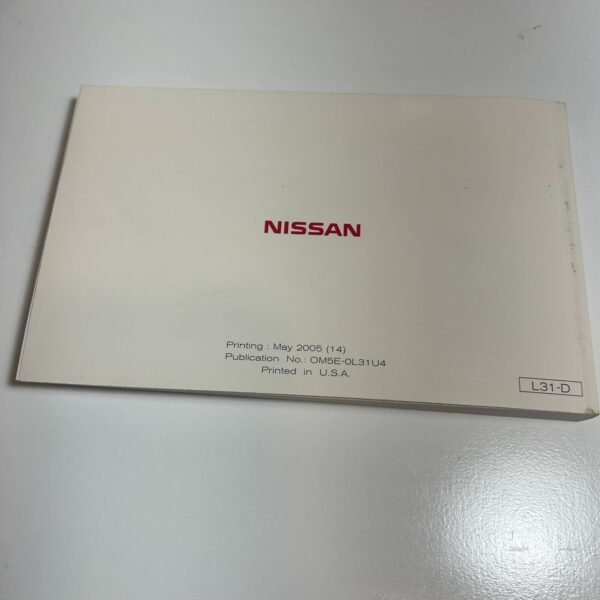 NISSAN
Printing : May 2005 (14)
Publication No.: OM5E-0L31U4
Printed in U.S.A.
L31-D